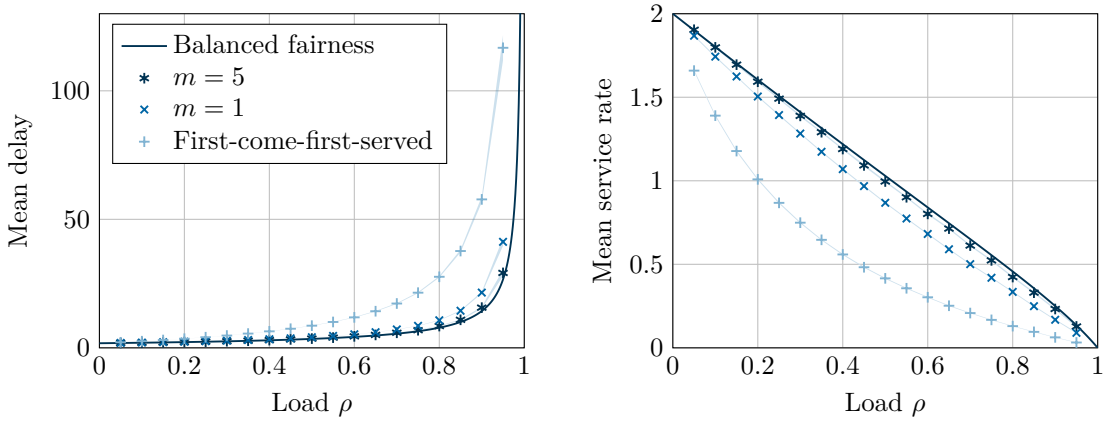 Mean delay
100
50
0
Balanced fairness
m = 5
m = 1
First-come-first-served
0 0.2 0.4 0.6 0.8 1
Load ρ
Mean service rate
2
1.5
1
0.5
0
0 0.2 0.4 0.6 0.8 1
Load ρ